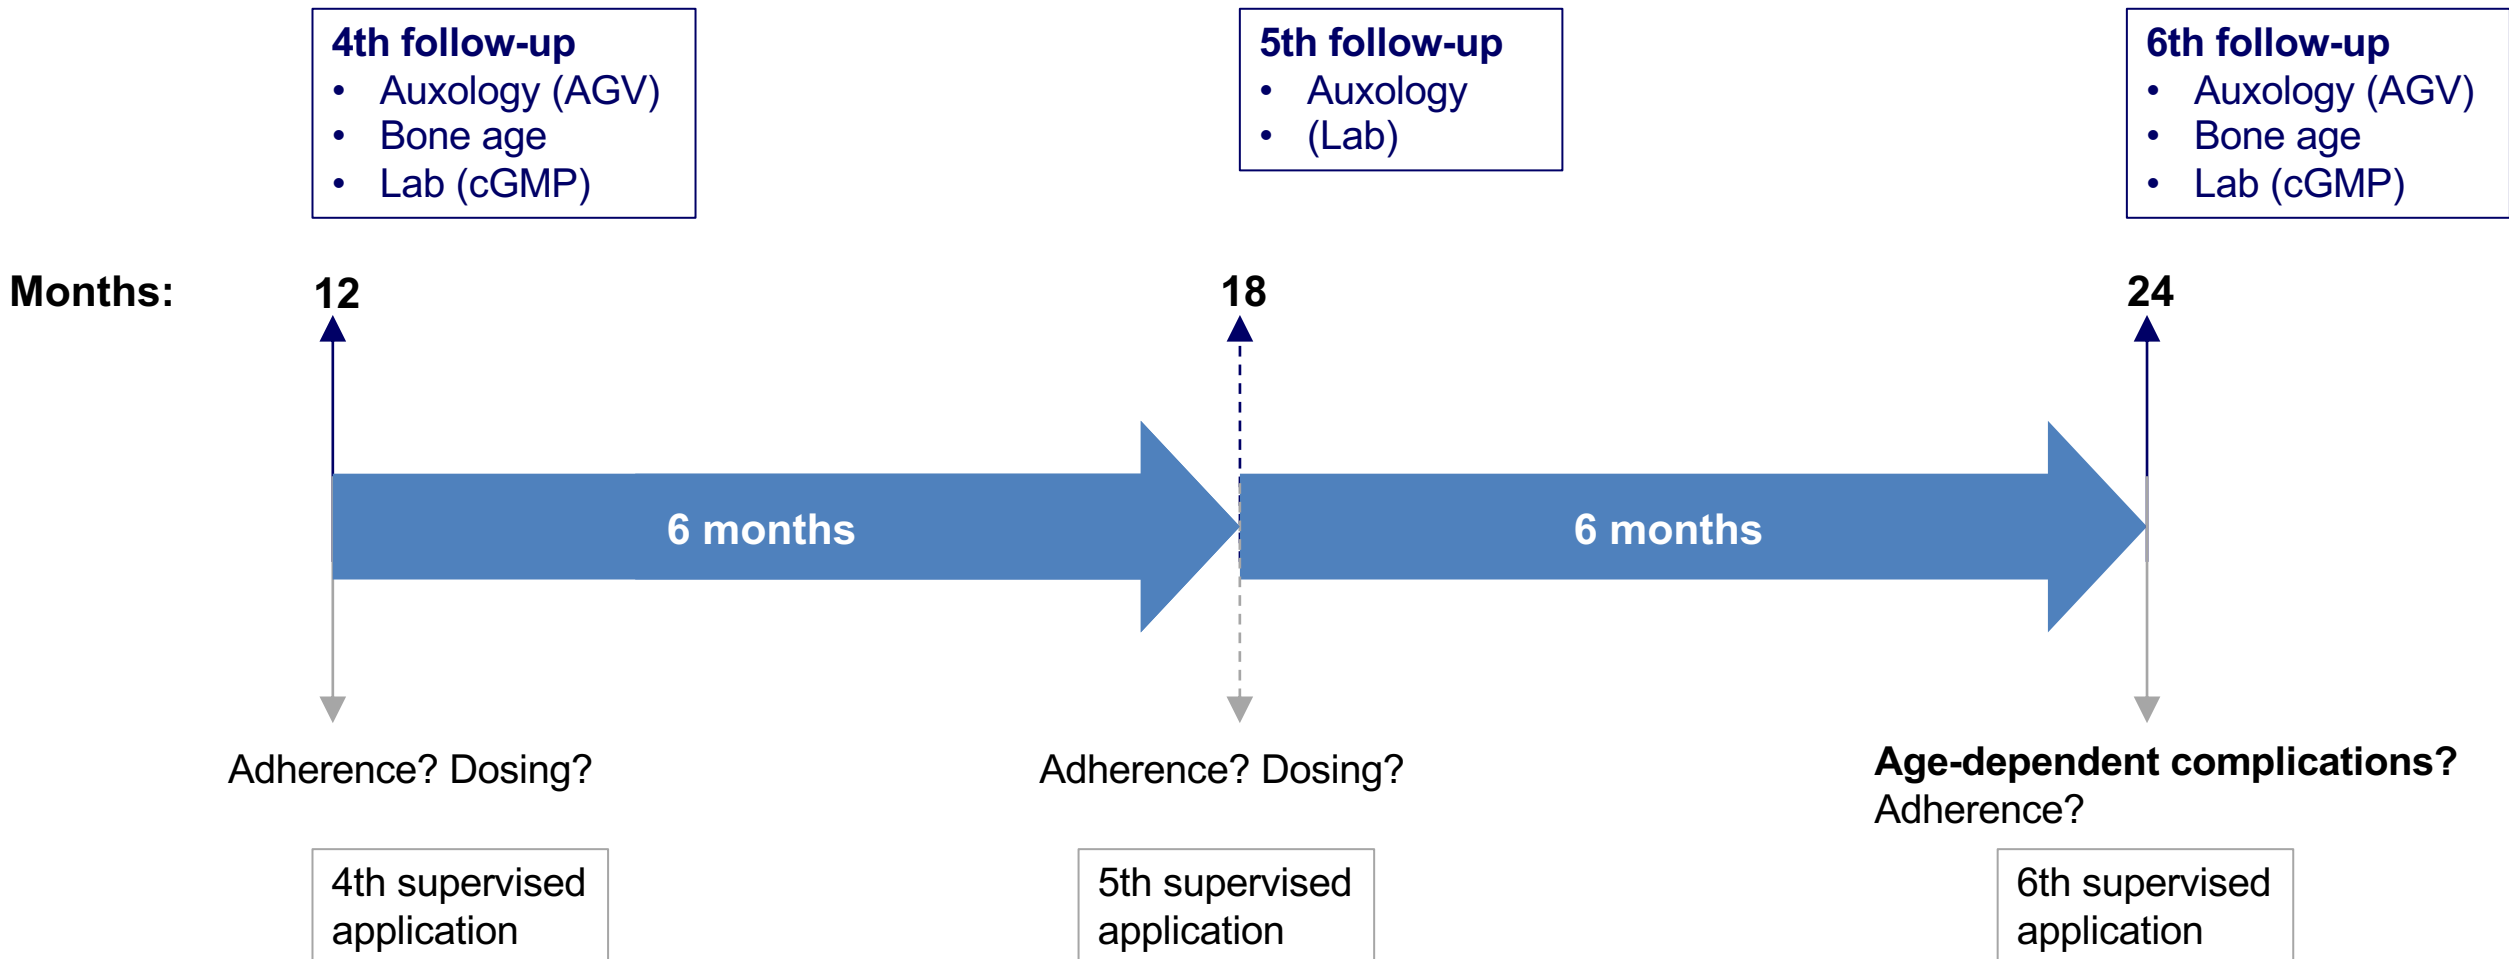 4th follow-up
• Auxology (AGV)
• Bone age
• Lab (cGMP)
5th follow-up
• Auxology
• (Lab)
6th follow-up
• Auxology (AGV)
• Bone age
• Lab (cGMP)
Months:
12
18
24
6 months
6 months
Adherence? Dosing?
Adherence? Dosing?
Age-dependent complications?
Adherence?
4th supervised
application
5th supervised
application
6th supervised
application